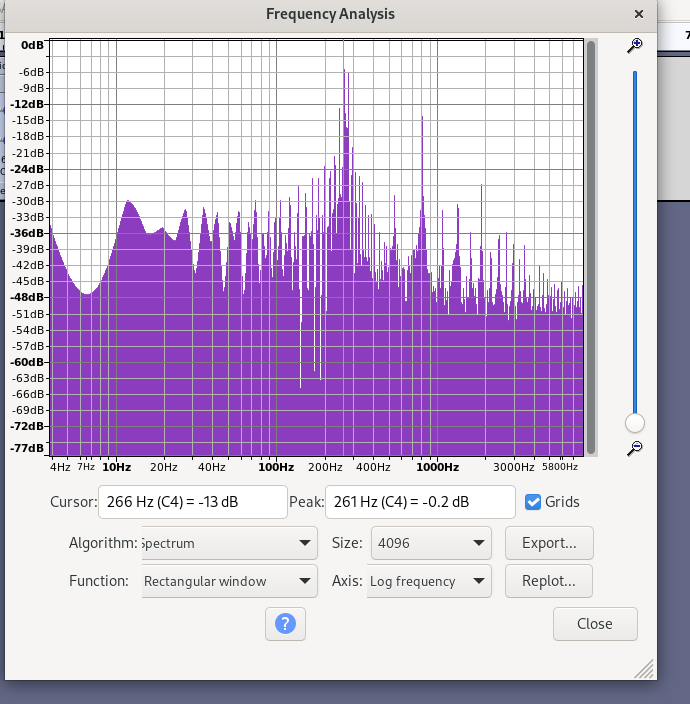 Frequency Analysis
0dB
-6dB
-9dB
-12dB
-15dB
-18dB
-21dB
-24dB
-27dB
-30dB
-33dB
-36dB
-39dB
-42dB
-45dB
-48dB
-51dB
-54dB
-57dB
-60dB
-63dB
-66dB
-69dB
-72dB
-77dB
4Hz 7Hz 10Hz 20Hz 40Hz 100Hz 200Hz 400Hz 1000Hz 3000Hz 5800Hz
Cursor: 266 Hz (C4) = -13 dB Peak: 261 Hz (C4) = -0.2 dB Grids
Algorithm: Spectrum Size: 4096 Export...
Function: Rectangular window Axis: Log frequency Replot...
? Close